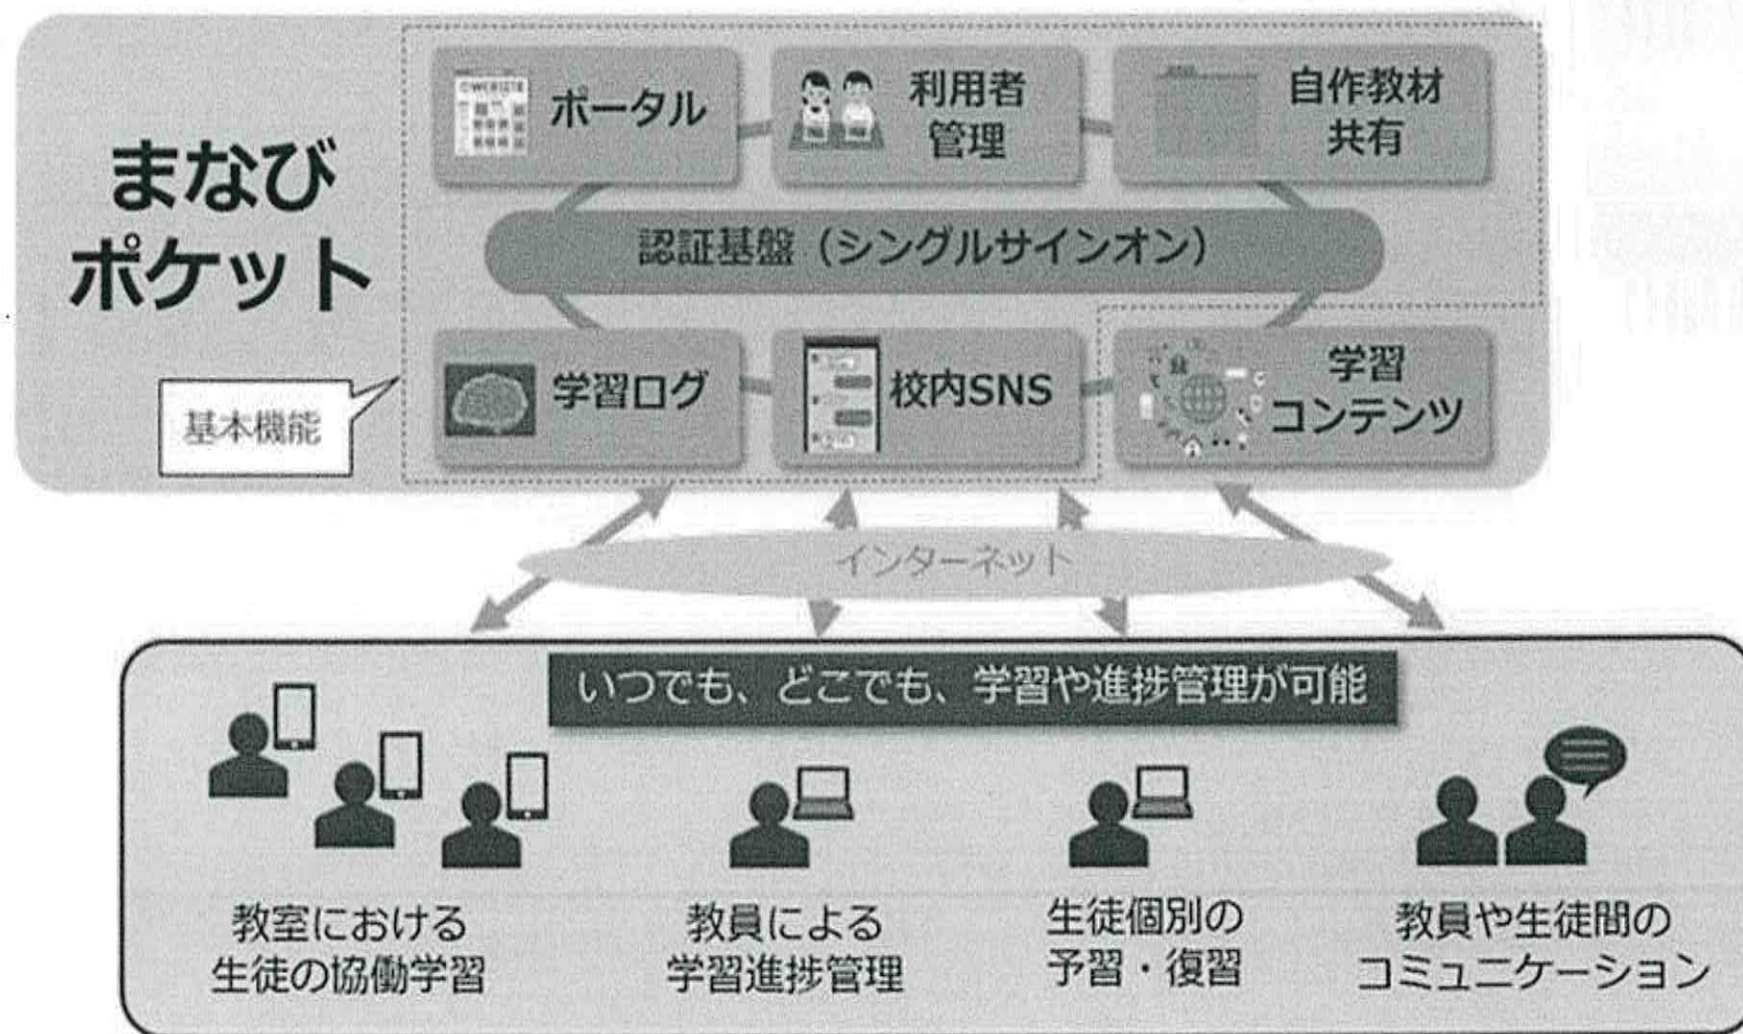 まなび
ポケット
ポータル
利用者
管理
自作教材
共有
認証基盤（シングルサインオン）
基本機能
学習ログ
校内SNS
学習
コンテンツ
インターネット
いつでも、どこでも、学習や進捗管理が可能
教室における
生徒の協働学習
教員による
学習進捗管理
生徒個別の
予習・復習
教員や生徒間の
コミュニケーション